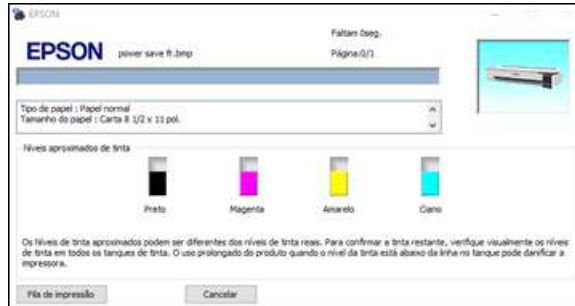 EPSON
Faltam 0seg.
EPSON
power save fr.bmp
Página:0/1
Tipo de papel : Papel normal
Tamanho do papel : Carta 8 1/2 x 11 pol.
Níveis aproximados de tinta
Preto
Magenta
Amarelo
Ciano
Os Níveis de tinta aproximados podem ser diferentes dos níveis de tinta reais. Para confirmar a tinta restante, verifique visualmente os níveis
de tinta em todos os tanques de tinta. O uso prolongado do produto quando o nível da tinta está abaixo da linha no tanque pode danificar a
impressora.
Fila de impressão
Cancelar